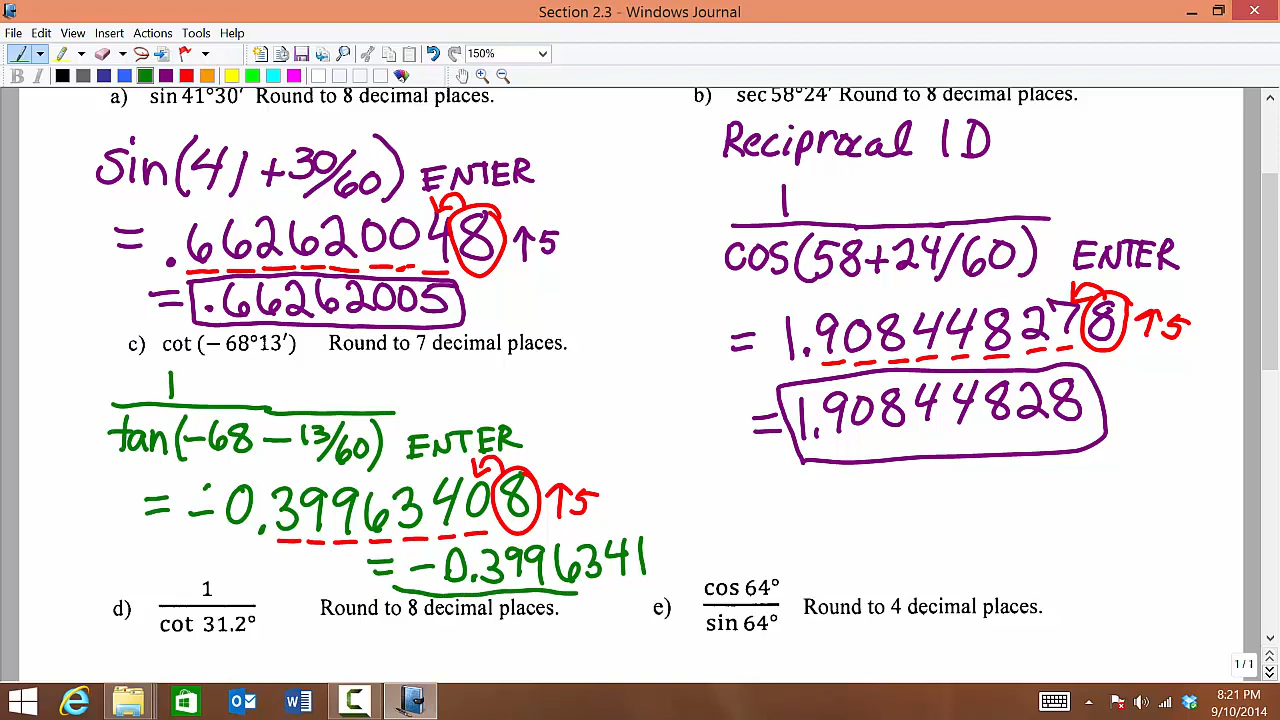 Section 2.3 - Windows Journal
File Edit View Insert Actions Tools Help
150%
B I
a) sin 41°30′ Round to 8 decimal places.
sin(41 + 30/60) ENTER
= .662620048 ↑5
= .66262005
b) sec 58°24′ Round to 8 decimal places.
Reciprocal ID
1
cos(58+24/60) ENTER
= 1.908448278 ↑5
= 1.90844828
c) cot (− 68°13′) Round to 7 decimal places.
1
tan(-68 - 13/60) ENTER
= -0.39963408 ↑5
= -0.3996341
d) 1
cot 31.2° Round to 8 decimal places.
e) cos 64°
sin 64° Round to 4 decimal places.
1/1
8:21 PM
9/10/2014